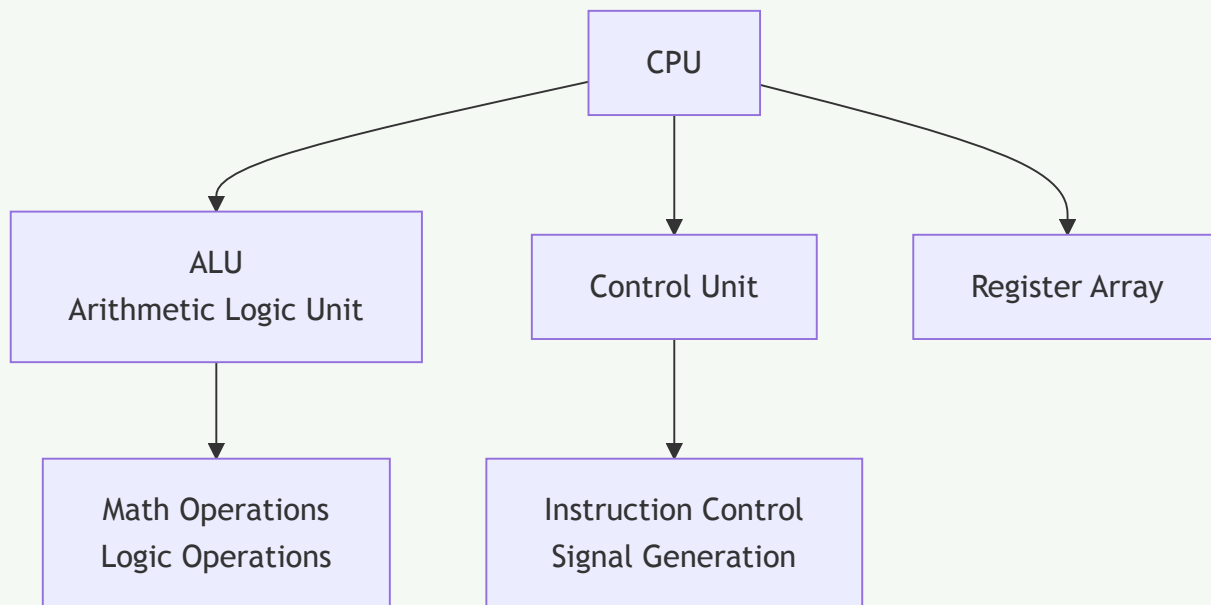 CPU
ALU
Arithmetic Logic Unit
Control Unit
Register Array
Math Operations
Logic Operations
Instruction Control
Signal Generation